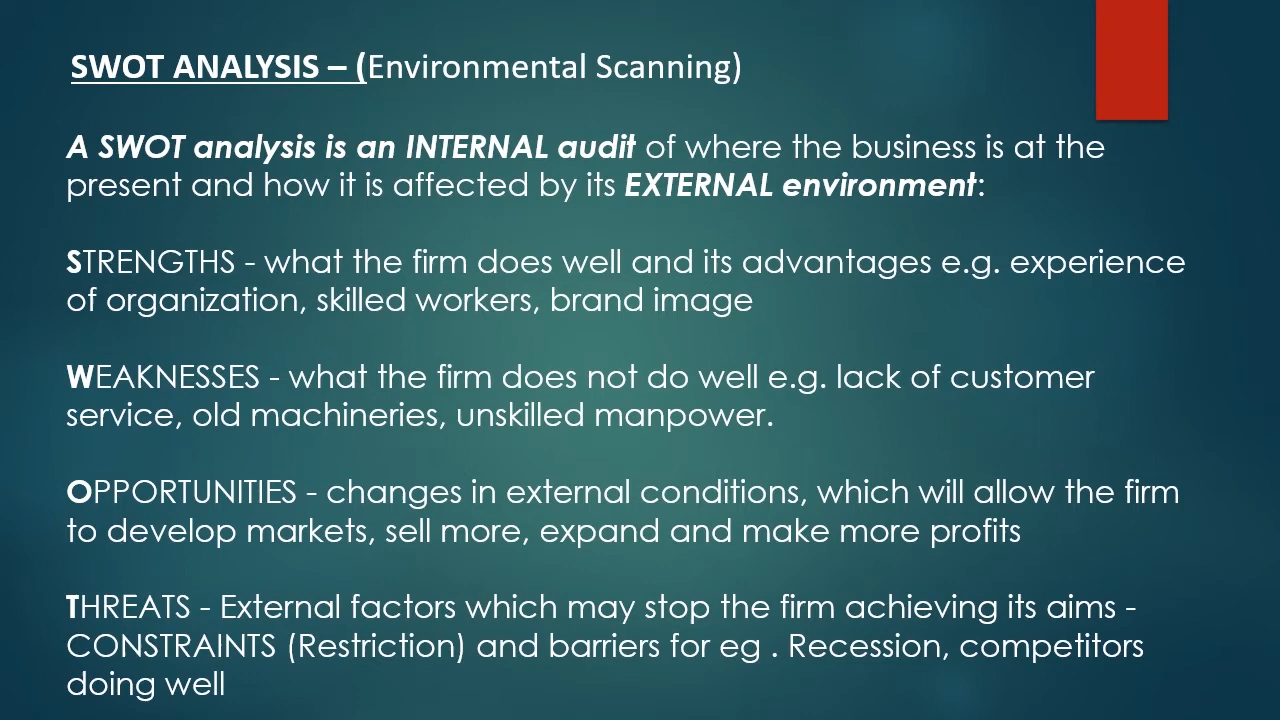 SWOT ANALYSIS – (Environmental Scanning)
A SWOT analysis is an INTERNAL audit of where the business is at the
present and how it is affected by its EXTERNAL environment:
STRENGTHS - what the firm does well and its advantages e.g. experience
of organization, skilled workers, brand image
WEAKNESSES - what the firm does not do well e.g. lack of customer
service, old machineries, unskilled manpower.
OPPORTUNITIES - changes in external conditions, which will allow the firm
to develop markets, sell more, expand and make more profits
THREATS - External factors which may stop the firm achieving its aims -
CONSTRAINTS (Restriction) and barriers for eg . Recession, competitors
doing well